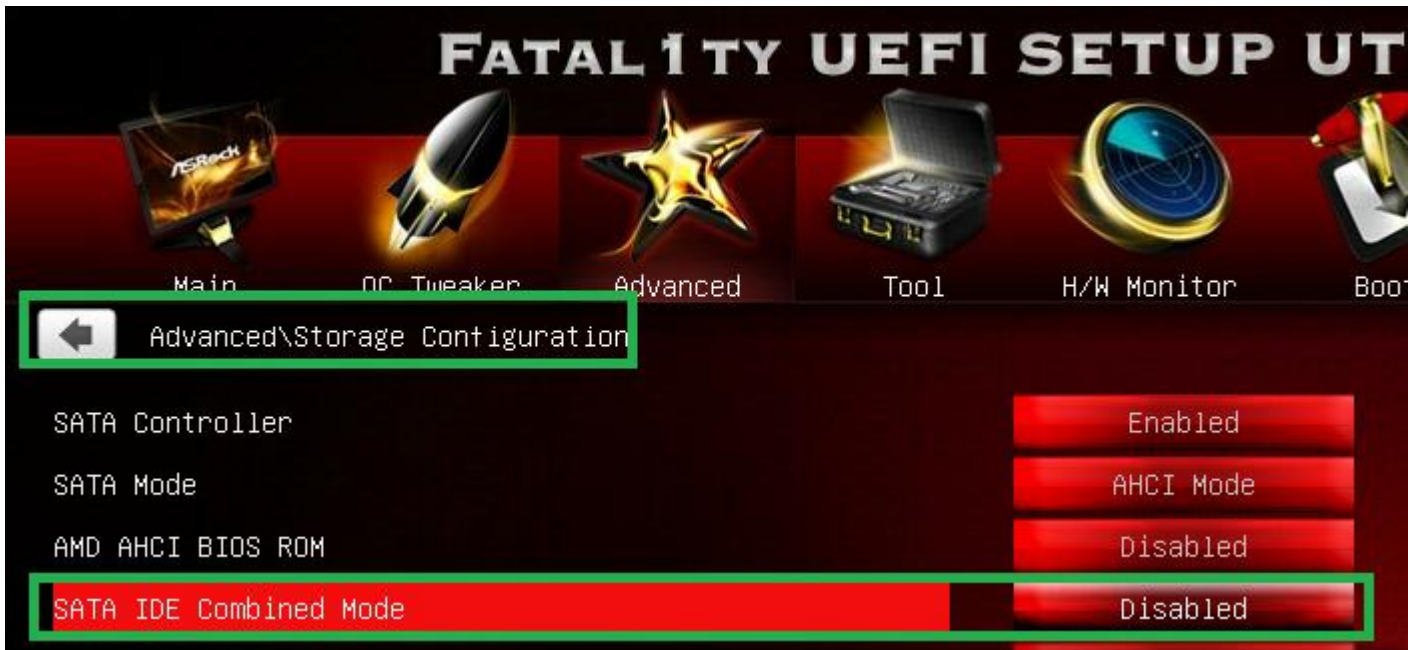 FATAL1TY UEFI SETUP UT
ASRock
Main OC Tweaker Advanced Tool H/W Monitor Boot
Advanced\Storage Configuration
SATA Controller Enabled
SATA Mode AHCI Mode
AMD AHCI BIOS ROM Disabled
SATA IDE Combined Mode Disabled